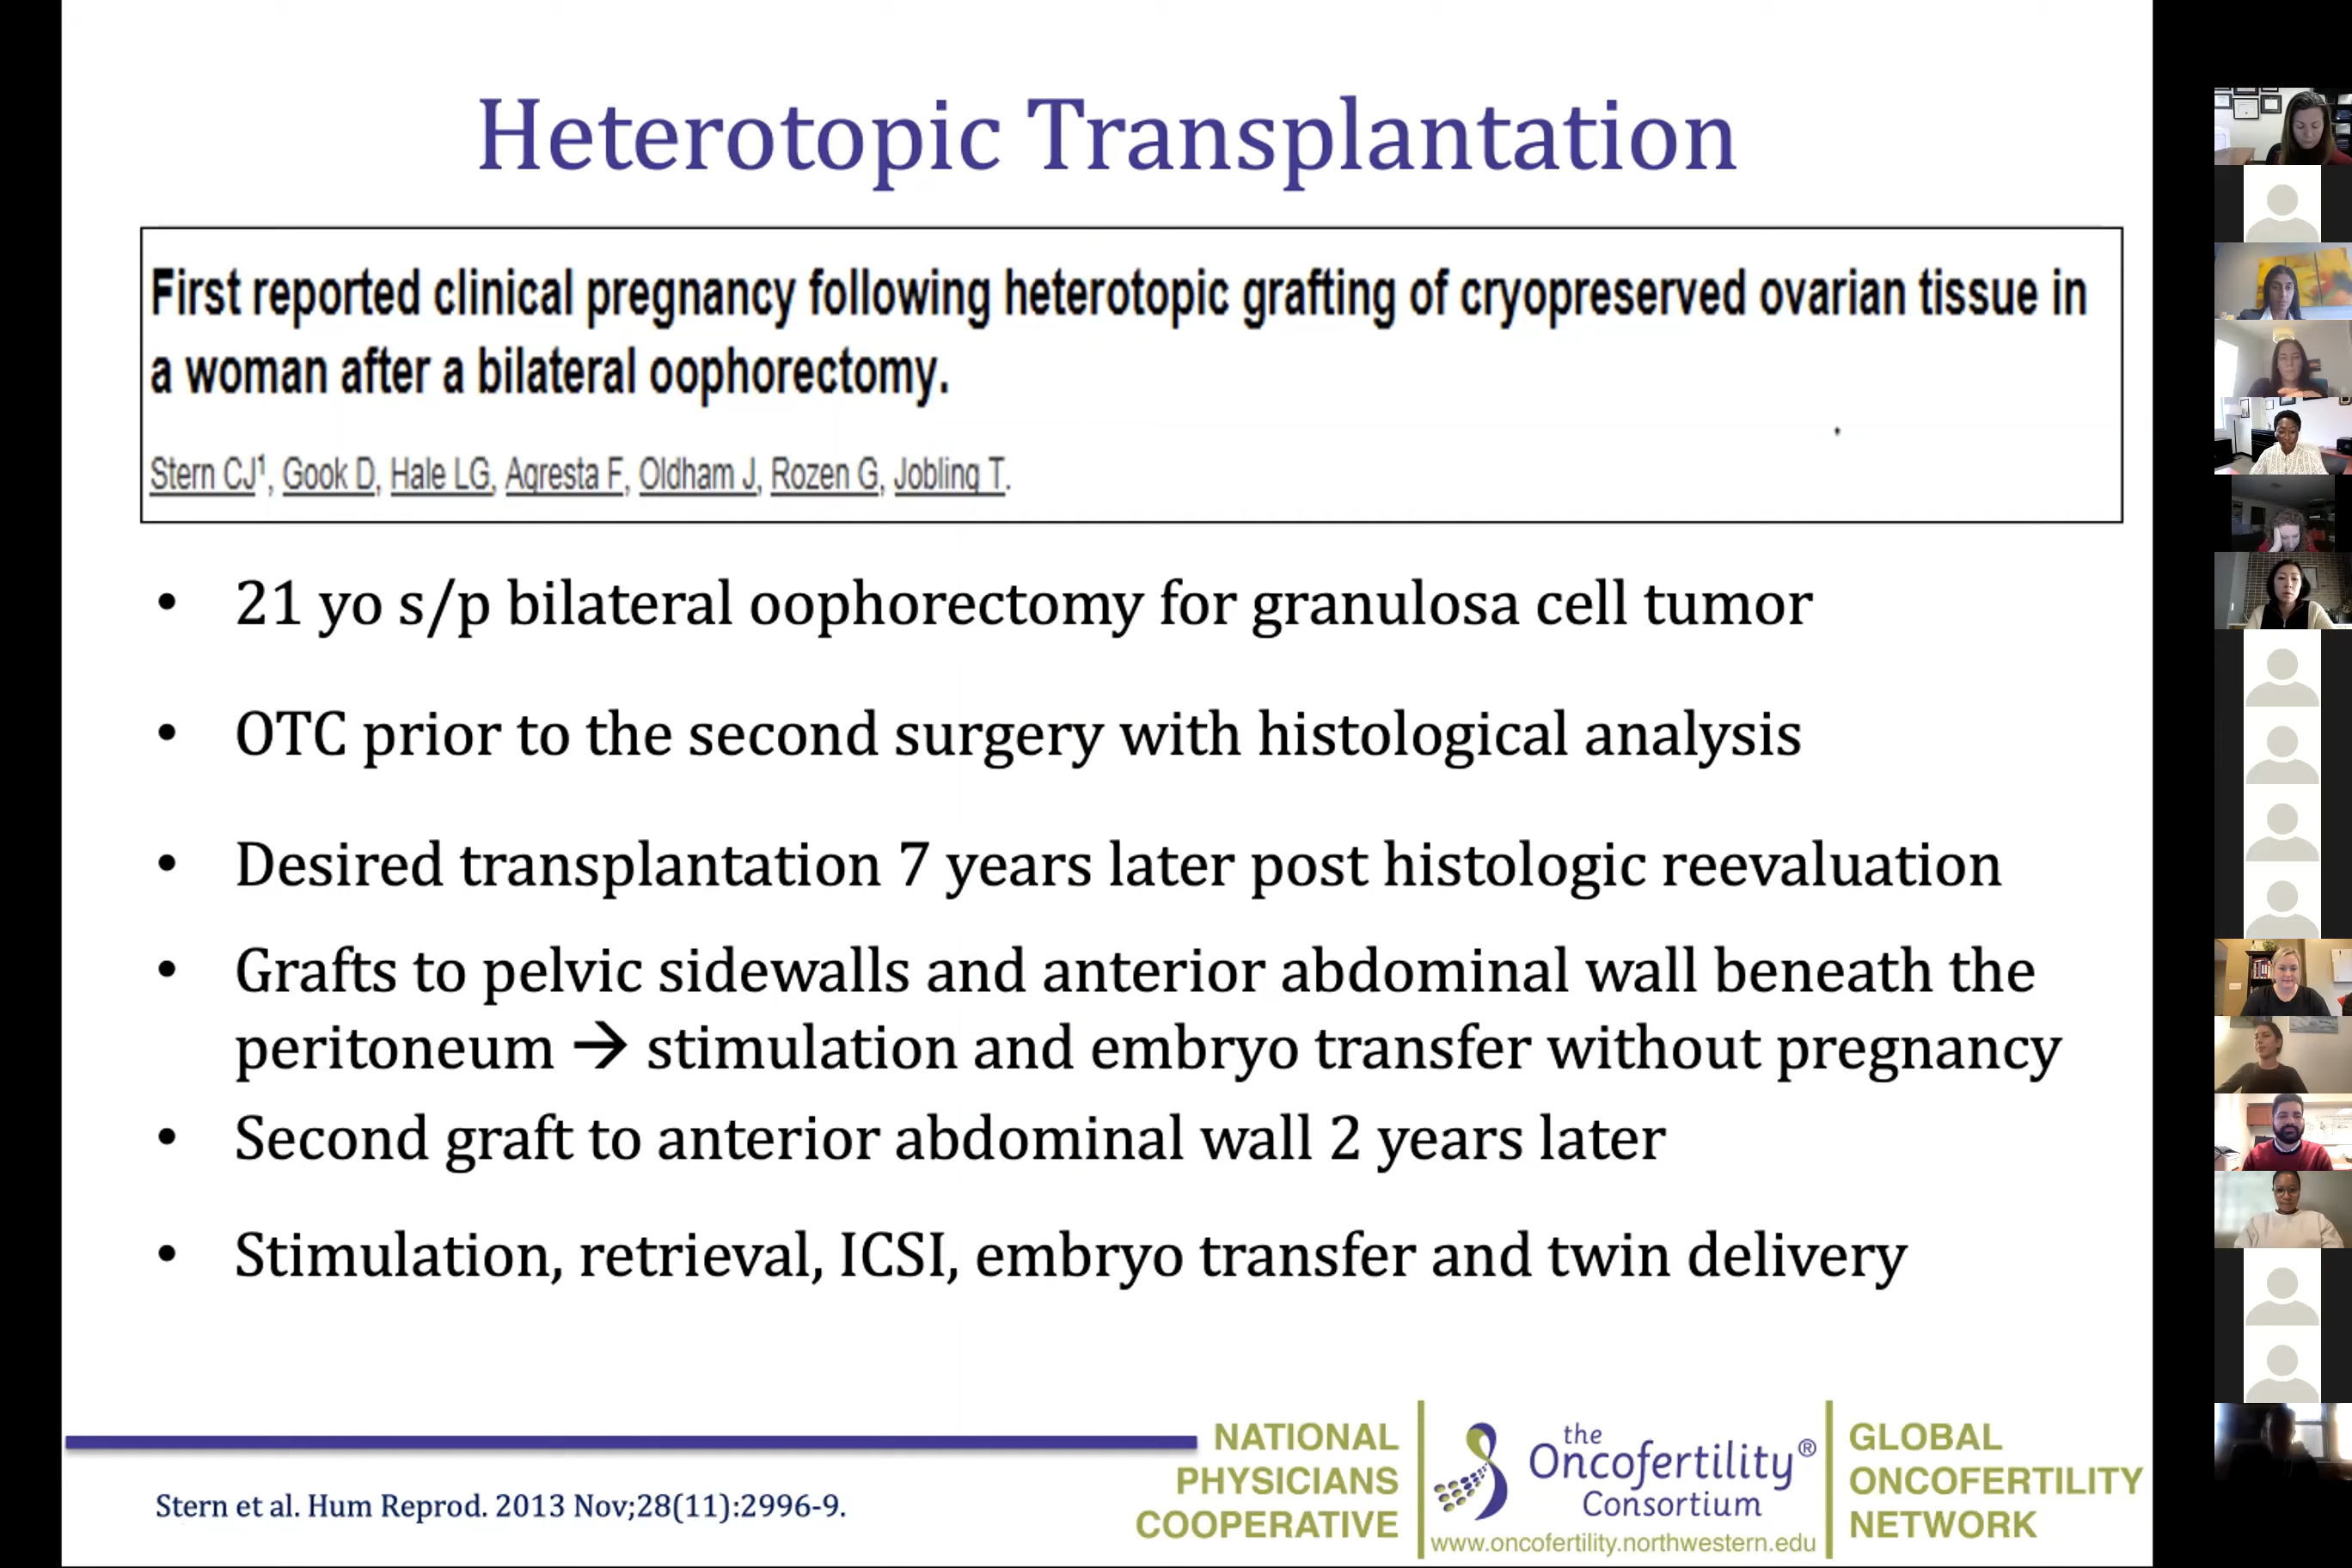 Heterotopic Transplantation
First reported clinical pregnancy following heterotopic grafting of cryopreserved ovarian tissue in
a woman after a bilateral oophorectomy.
Stern CJ¹, Gook D, Hale LG, Agresta F, Oldham J, Rozen G, Jobling T.
• 21 yo s/p bilateral oophorectomy for granulosa cell tumor
• OTC prior to the second surgery with histological analysis
• Desired transplantation 7 years later post histologic reevaluation
• Grafts to pelvic sidewalls and anterior abdominal wall beneath the
peritoneum → stimulation and embryo transfer without pregnancy
• Second graft to anterior abdominal wall 2 years later
• Stimulation, retrieval, ICSI, embryo transfer and twin delivery
Stern et al. Hum Reprod. 2013 Nov;28(11):2996-9.
NATIONAL
PHYSICIANS
COOPERATIVE
the
Oncofertility®
Consortium
www.oncofertility.northwestern.edu
GLOBAL
ONCOFERTILITY
NETWORK